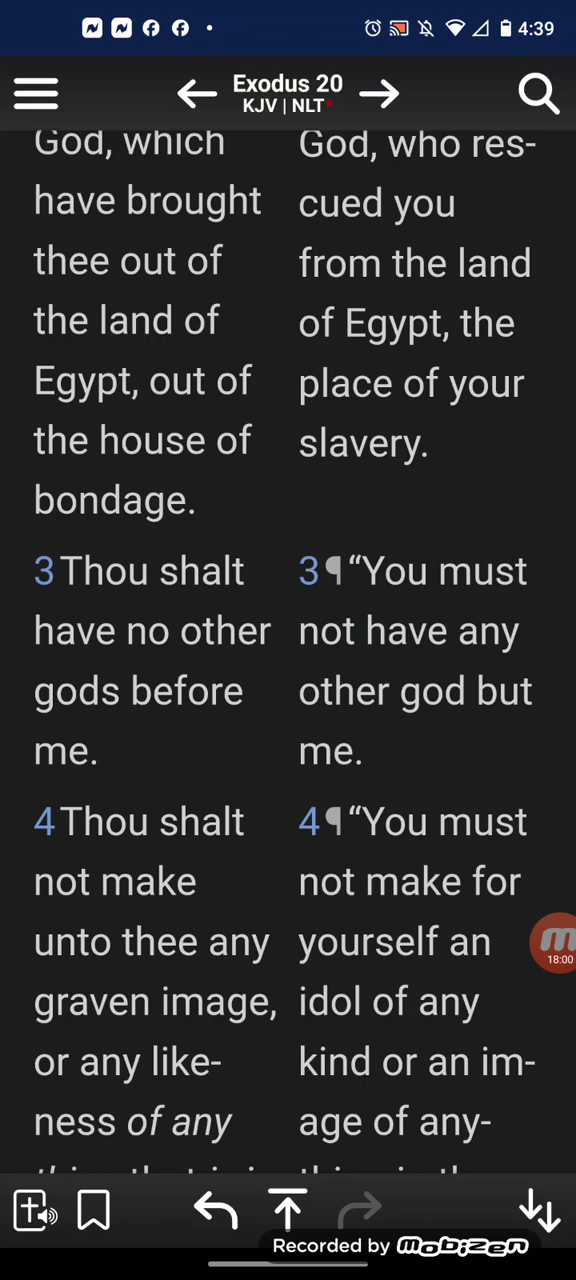 4:39
Exodus 20
KJV | NLT*
God, which
have brought
thee out of
the land of
Egypt, out of
the house of
bondage.
3 Thou shalt
have no other
gods before
me.
4 Thou shalt
not make
unto thee any
graven image,
or any like-
ness of any
God, who res-
cued you
from the land
of Egypt, the
place of your
slavery.
3 ¶ “You must
not have any
other god but
me.
4 ¶ “You must
not make for
yourself an
idol of any
kind or an im-
age of any-
18:00
Recorded by mobizen